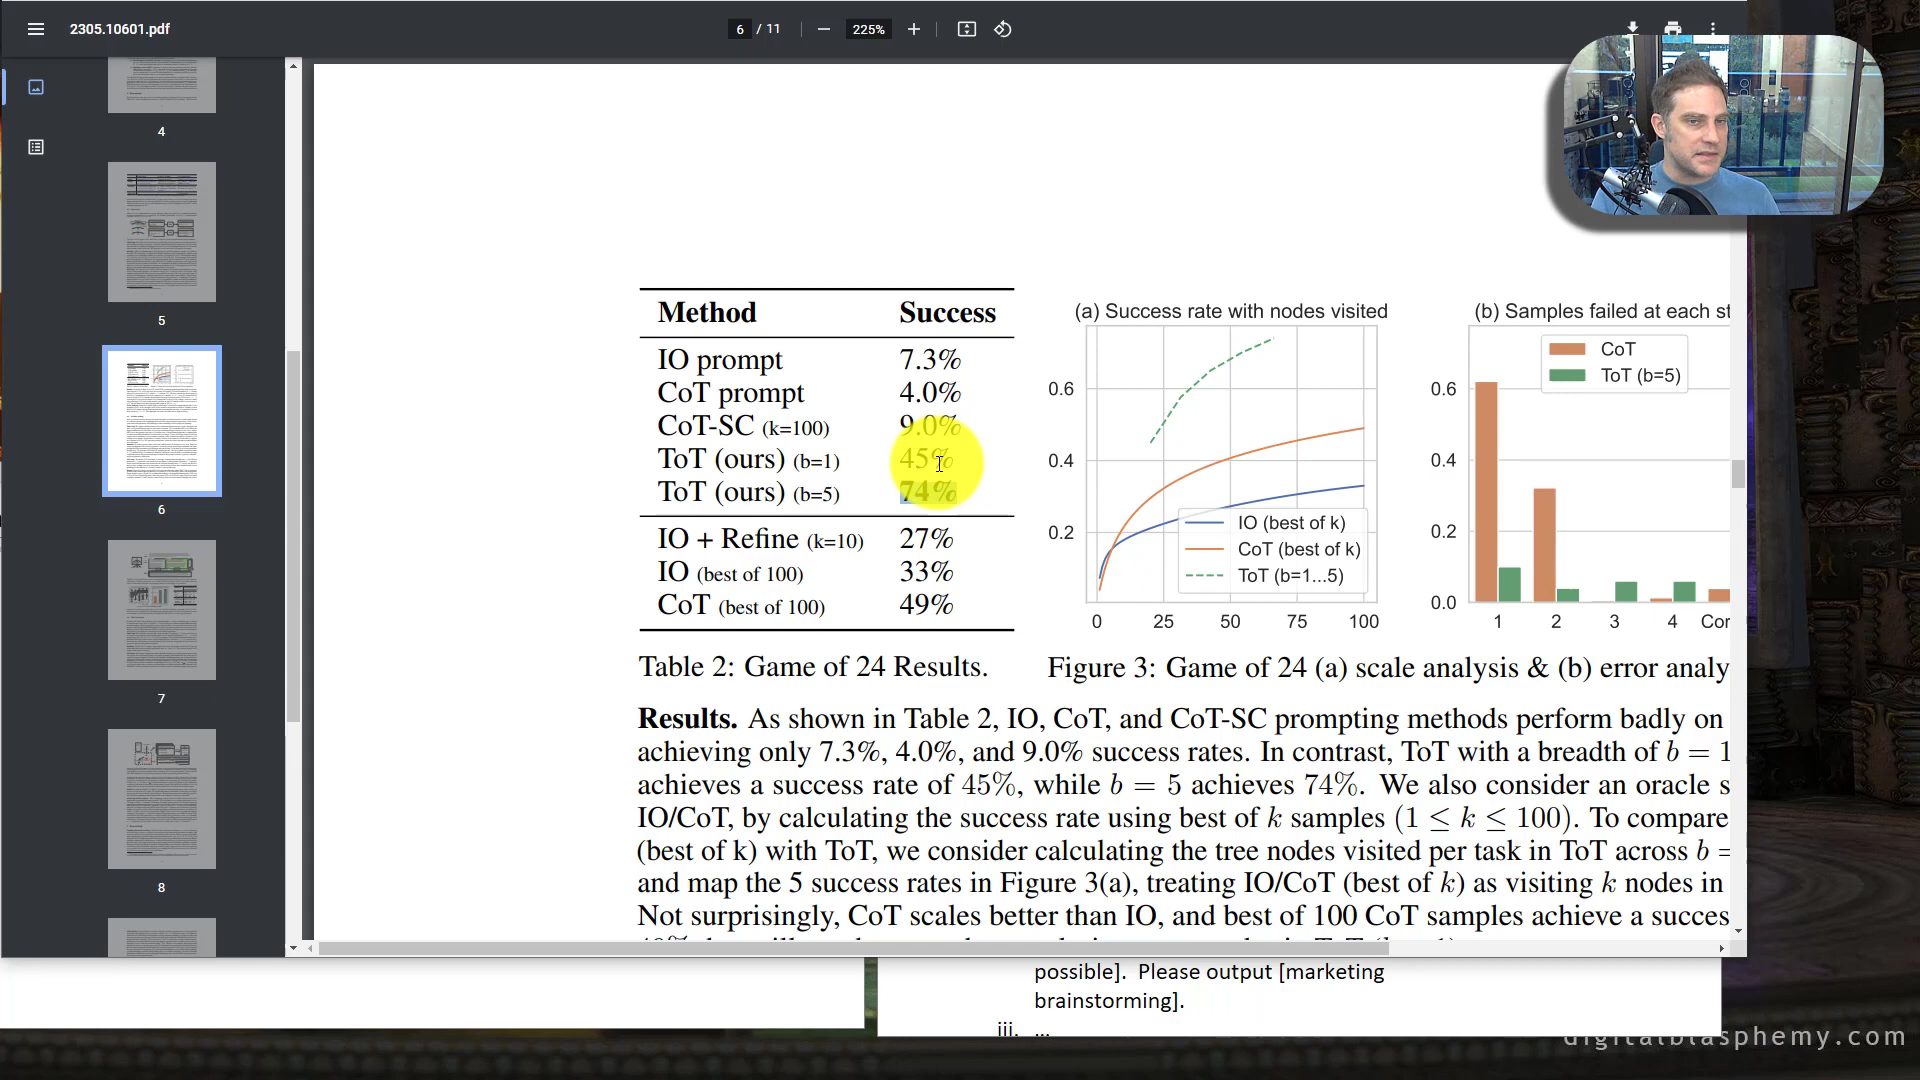 2305.10601.pdf
6 / 11
225%
4
5
6
7
8
Method Success
IO prompt 7.3%
CoT prompt 4.0%
CoT-SC (k=100) 9.0%
ToT (ours) (b=1) 45%
ToT (ours) (b=5) 74%
IO + Refine (k=10) 27%
IO (best of 100) 33%
CoT (best of 100) 49%
Table 2: Game of 24 Results.
(a) Success rate with nodes visited
0.6
0.4
0.2
IO (best of k)
CoT (best of k)
ToT (b=1...5)
0 25 50 75 100
(b) Samples failed at each st
CoT
ToT (b=5)
0.6
0.4
0.2
0.0
1 2 3 4 Cor
Figure 3: Game of 24 (a) scale analysis & (b) error analy
Results. As shown in Table 2, IO, CoT, and CoT-SC prompting methods perform badly on
achieving only 7.3%, 4.0%, and 9.0% success rates. In contrast, ToT with a breadth of b = 1
achieves a success rate of 45%, while b = 5 achieves 74%. We also consider an oracle s
IO/CoT, by calculating the success rate using best of k samples (1 ≤ k ≤ 100). To compare
(best of k) with ToT, we consider calculating the tree nodes visited per task in ToT across b =
and map the 5 success rates in Figure 3(a), treating IO/CoT (best of k) as visiting k nodes in
Not surprisingly, CoT scales better than IO, and best of 100 CoT samples achieve a succes
possible]. Please output [marketing
brainstorming].
iii. ...
digitalblasphemy.com